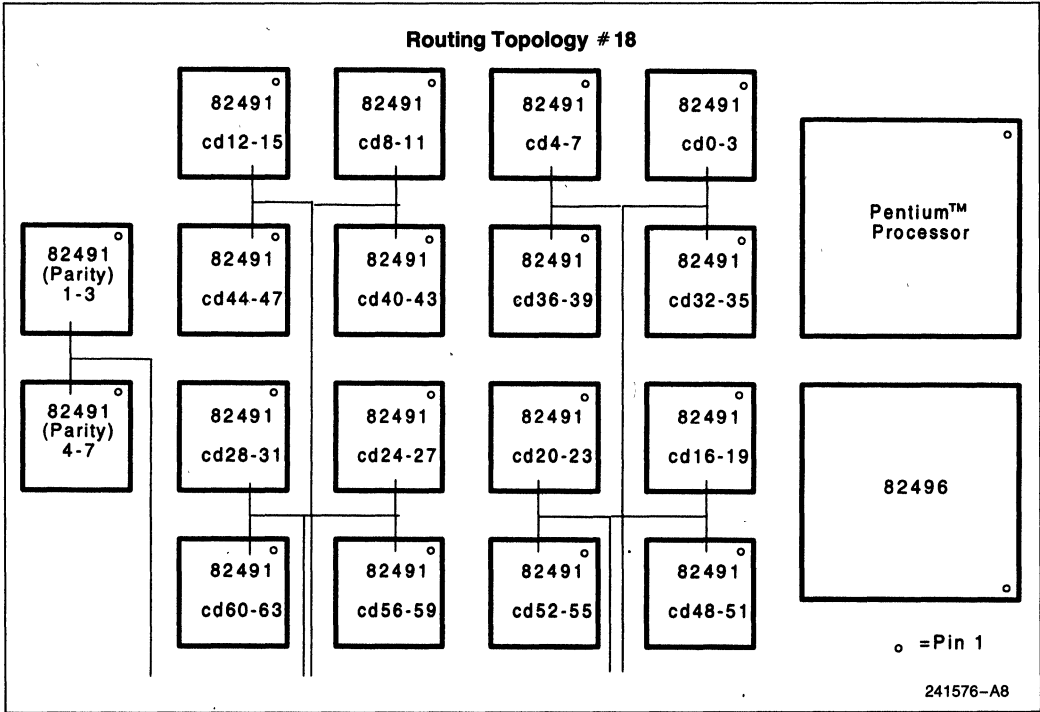 Routing Topology #18
82491
cd12-15
82491
cd8-11
82491
cd4-7
82491
cd0-3
Pentium™
Processor
82491
(Parity)
1-3
82491
cd44-47
82491
cd40-43
82491
cd36-39
82491
cd32-35
82491
(Parity)
4-7
82491
cd28-31
82491
cd24-27
82491
cd20-23
82491
cd16-19
82496
82491
cd60-63
82491
cd56-59
82491
cd52-55
82491
cd48-51
=Pin 1
241576-A8